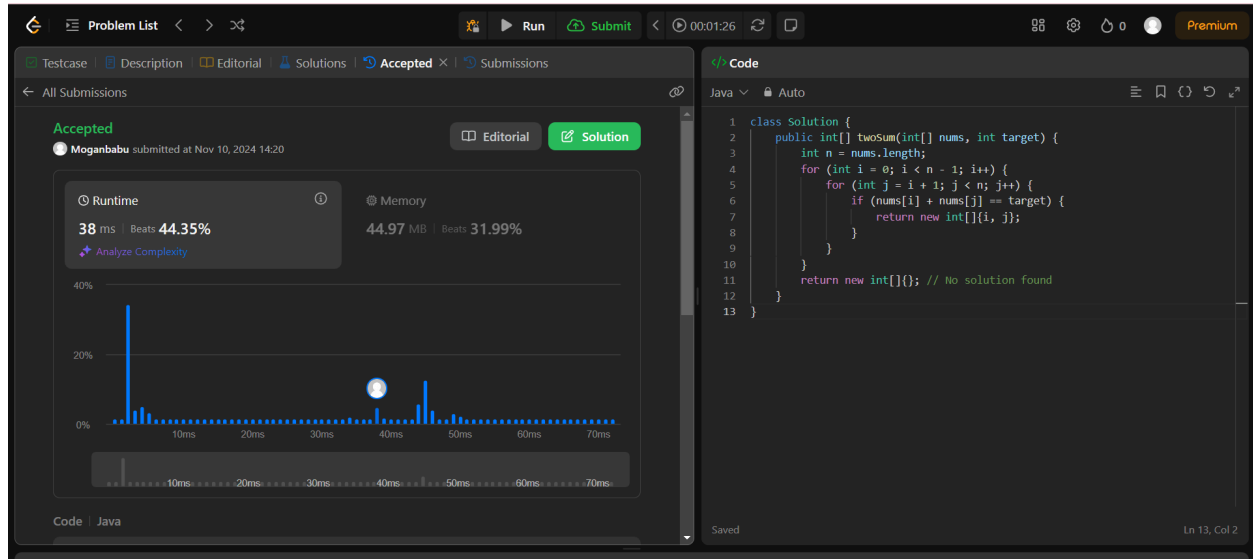 Problem List Run Submit 00:01:26 0 Premium
Testcase Description Editorial Solutions Accepted Submissions
All Submissions
Accepted
Moganbabu submitted at Nov 10, 2024 14:20
Editorial Solution
Runtime
38 ms Beats 44.35%
Analyze Complexity
Memory
44.97 MB Beats 31.99%
40%
20%
0%
10ms 20ms 30ms 40ms 50ms 60ms 70ms
10ms 20ms 30ms 40ms 50ms 60ms 70ms
Code Java
</> Code
Java Auto
1 class Solution {
2 public int[] twoSum(int[] nums, int target) {
3 int n = nums.length;
4 for (int i = 0; i < n - 1; i++) {
5 for (int j = i + 1; j < n; j++) {
6 if (nums[i] + nums[j] == target) {
7 return new int[]{i, j};
8 }
9 }
10 }
11 return new int[]{}; // No solution found
12 }
13 }
Saved Ln 13, Col 2